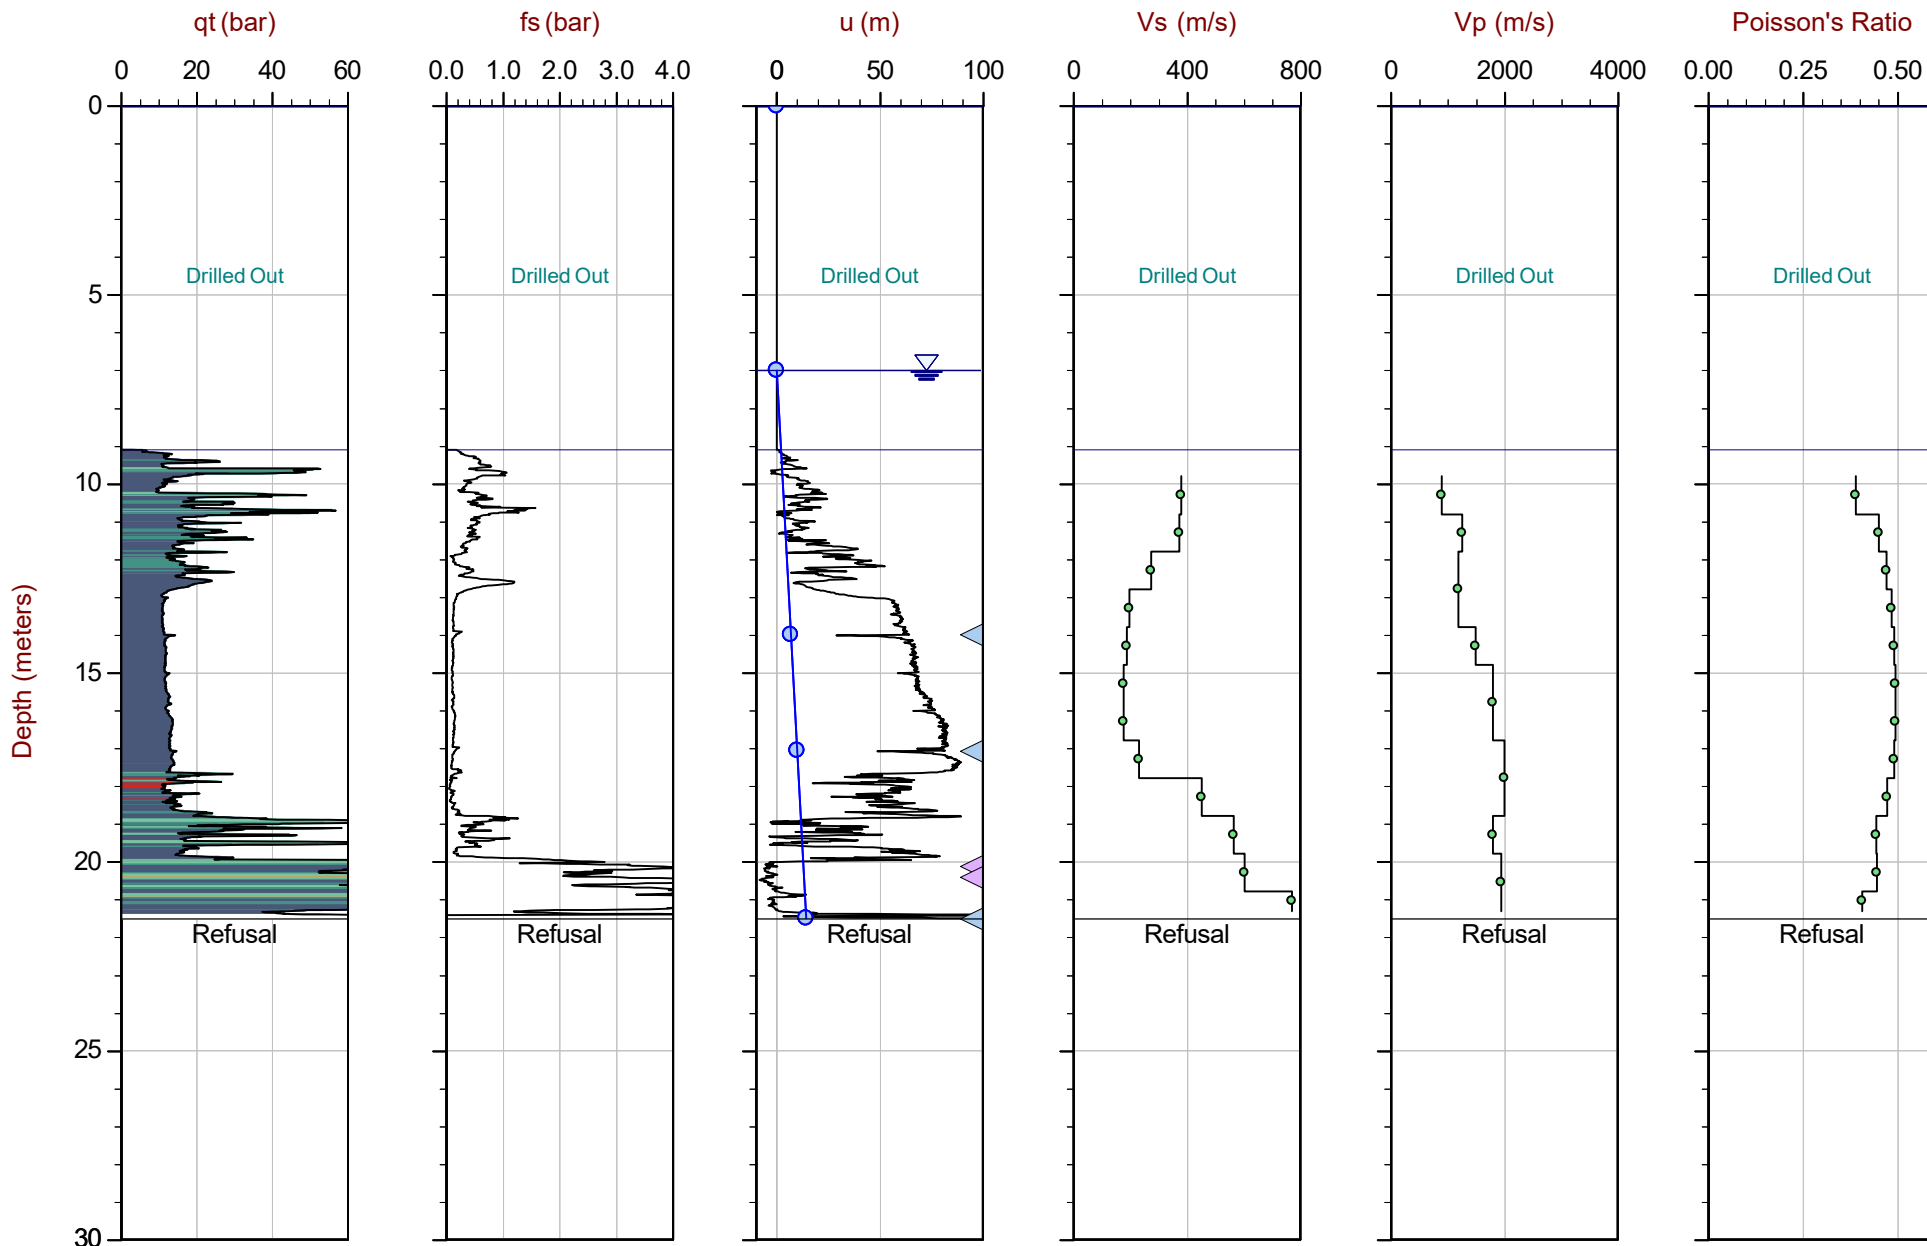 qt (bar) fs (bar) u (m) Vs (m/s) Vp (m/s) Poisson's Ratio
0 20 40 60 0.0 1.0 2.0 3.0 4.0 0 50 100 0 400 800 0 2000 4000 0.00 0.25 0.50
0
Drilled Out Drilled Out Drilled Out Drilled Out Drilled Out Drilled Out
5
10
15
Depth (meters)
20
Refusal Refusal Refusal Refusal Refusal Refusal
25
30